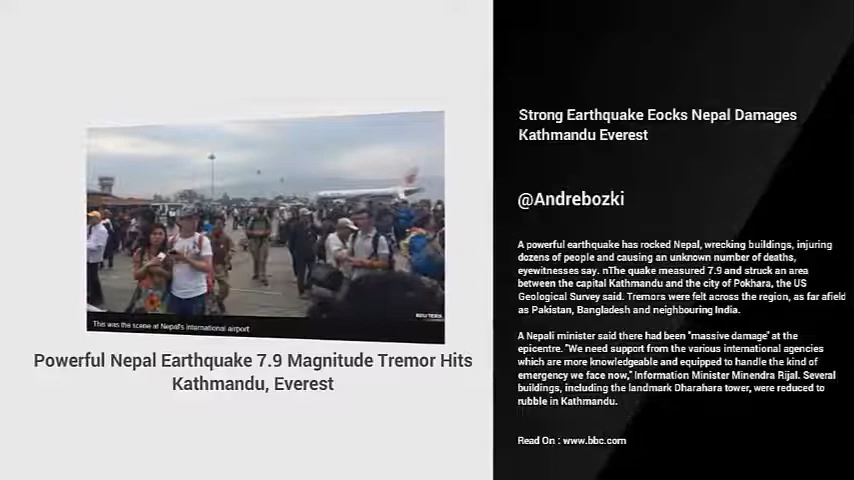 This was the scene at Nepal's international airport
Powerful Nepal Earthquake 7.9 Magnitude Tremor Hits
Kathmandu, Everest
Strong Earthquake Eocks Nepal Damages
Kathmandu Everest
@Andrebozki
A powerful earthquake has rocked Nepal, wrecking buildings, injuring
dozens of people and causing an unknown number of deaths,
eyewitnesses say. nThe quake measured 7.9 and struck an area
between the capital Kathmandu and the city of Pokhara, the US
Geological Survey said. Tremors were felt across the region, as far afield
as Pakistan, Bangladesh and neighbouring India.
A Nepali minister said there had been "massive damage" at the
epicentre. "We need support from the various international agencies
which are more knowledgeable and equipped to handle the kind of
emergency we face now," Information Minister Minendra Rijal. Several
buildings, including the landmark Dharahara tower, were reduced to
rubble in Kathmandu.
Read On : www.bbc.com